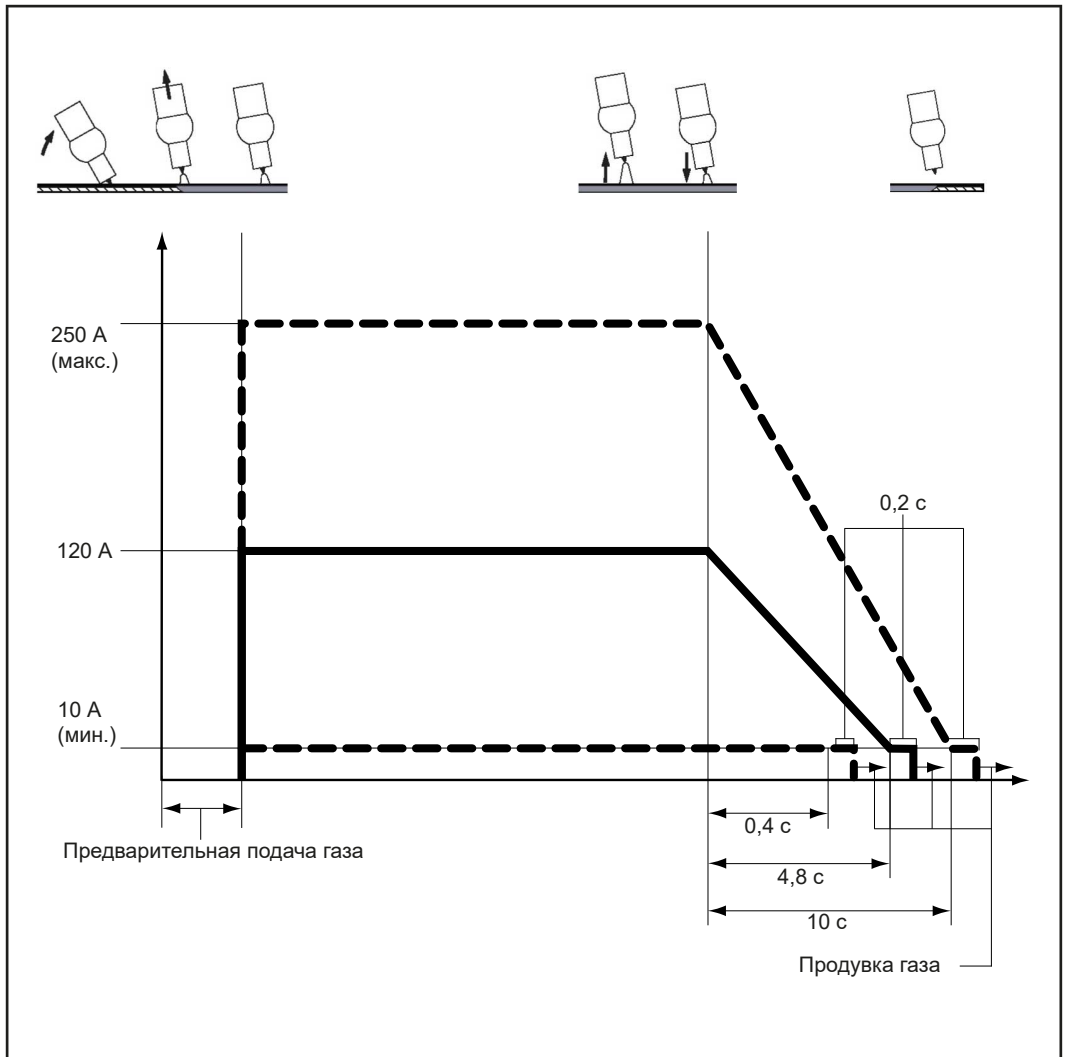 250 А
(макс.)
0,2 с
120 А
10 А
(мин.)
0,4 с
Предварительная подача газа
4,8 с
10 с
Продувка газа